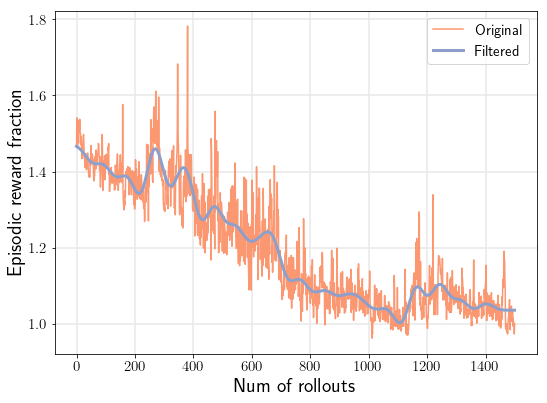 Original
Filtered
Episodic reward fraction
1.8
1.6
1.4
1.2
1.0
0 200 400 600 800 1000 1200 1400
Num of rollouts